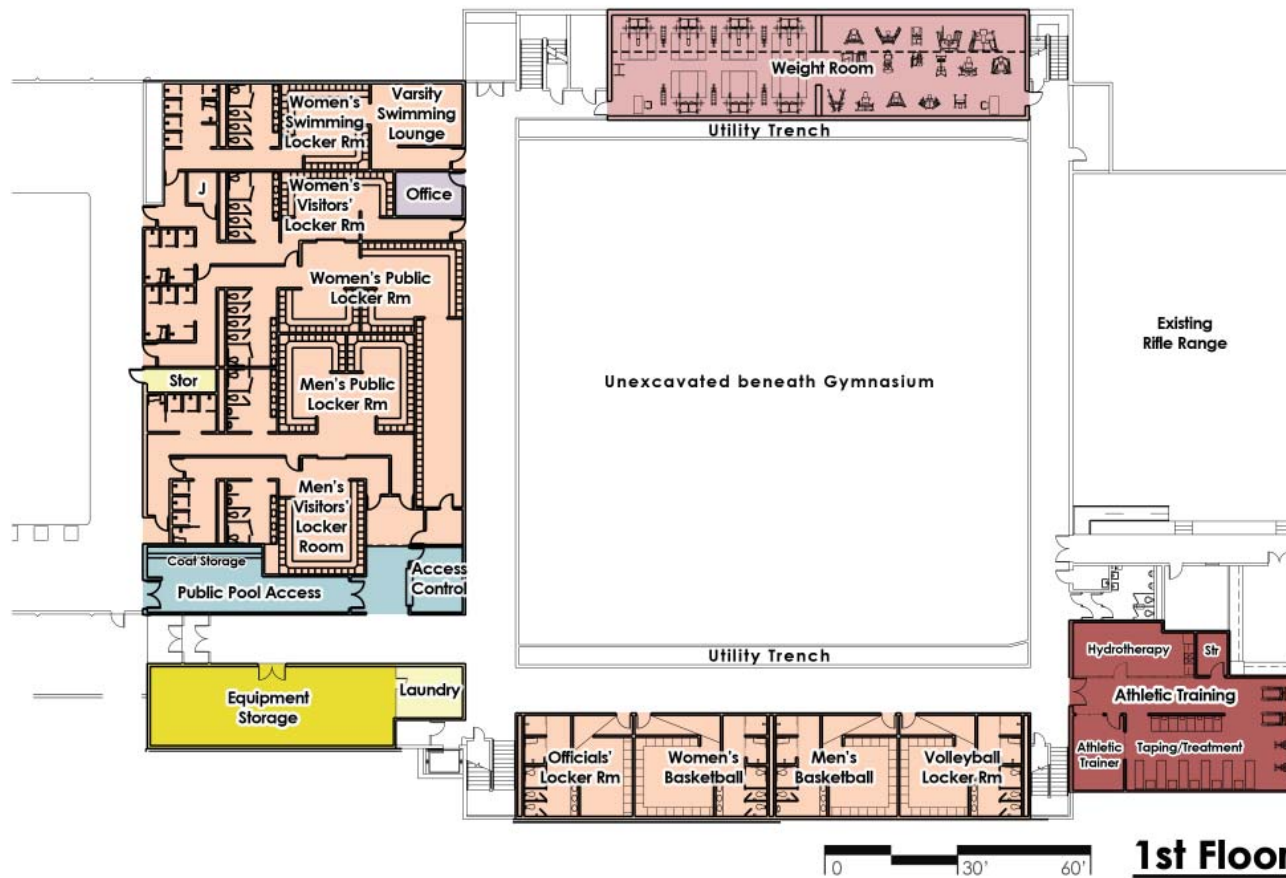 Weight Room
Utility Trench
Women's
Swimming
Locker Rm
Varsity
Swimming
Lounge
J
Women's
Visitors'
Locker Rm
Office
Women's Public
Locker Rm
Stor
Men's Public
Locker Rm
Men's
Visitors'
Locker
Room
Coat Storage
Public Pool Access
Access
Control
Unexcavated beneath Gymnasium
Existing
Rifle Range
Utility Trench
Equipment
Storage
Laundry
Officials'
Locker Rm
Women's
Basketball
Men's
Basketball
Volleyball
Locker Rm
Hydrotherapy
Str
Athletic Training
Athletic
Trainer
Taping/Treatment
0 30' 60'
1st Floor